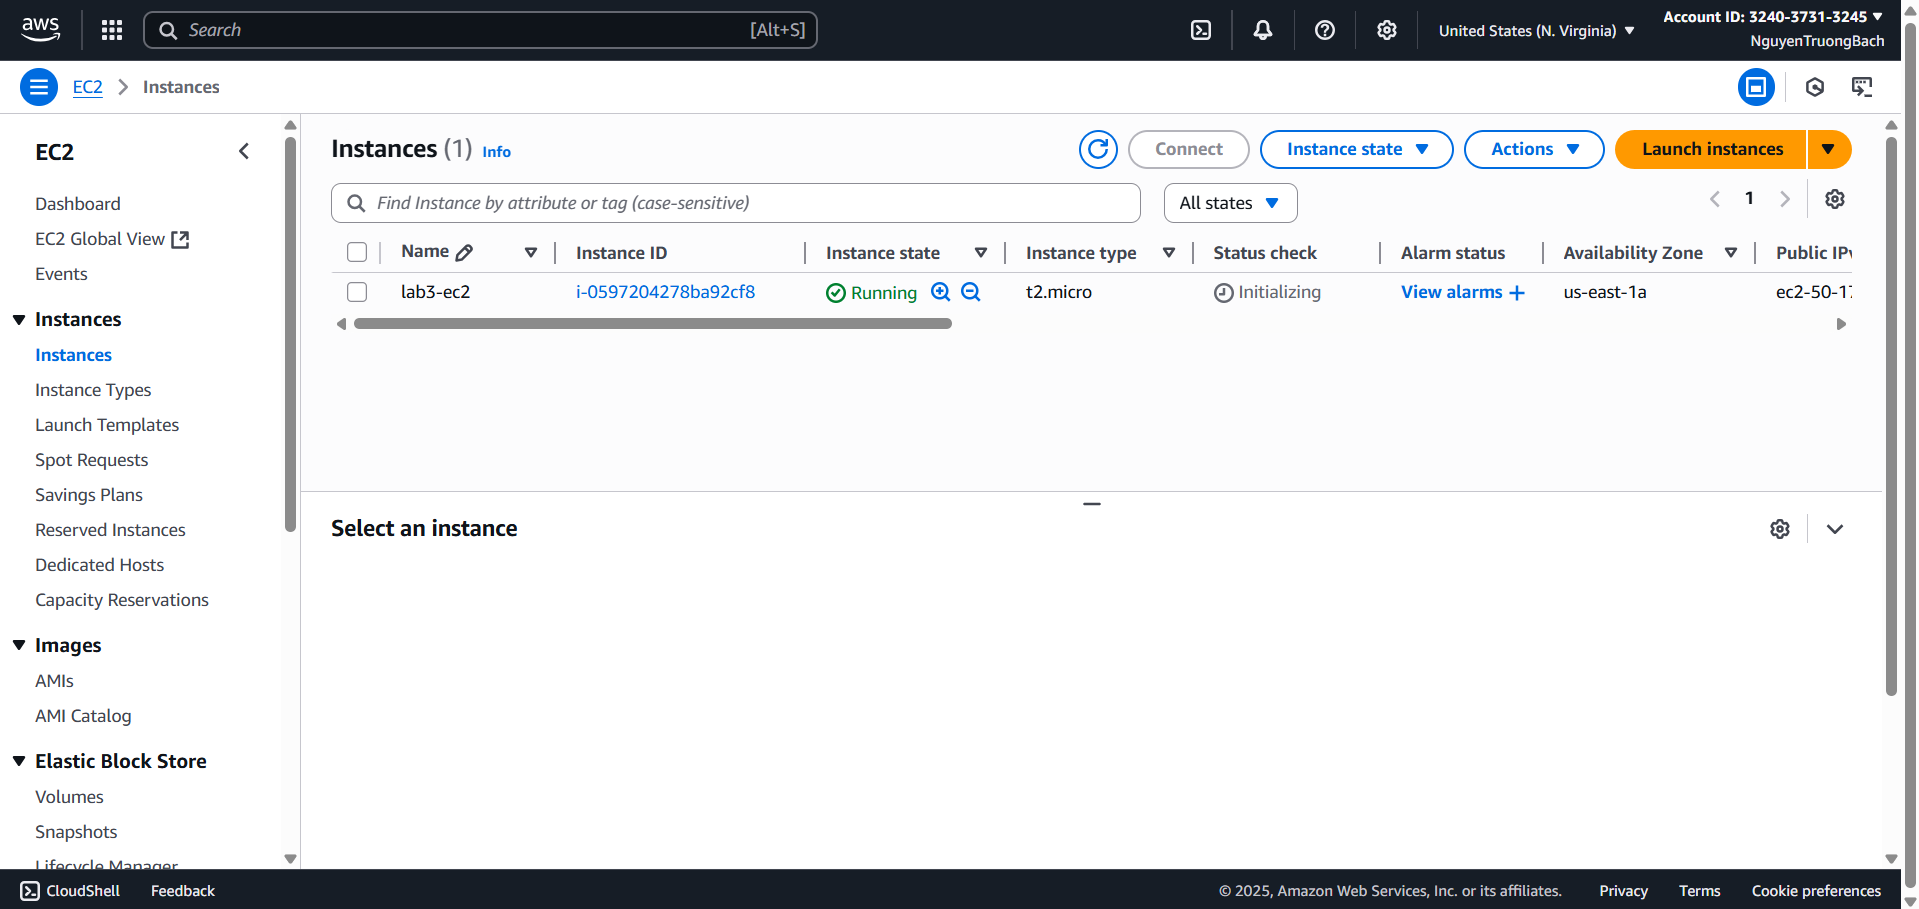 aws
Search [Alt+S]
United States (N. Virginia)
Account ID: 3240-3731-3245
NguyenTruongBach
EC2 Instances
EC2
Dashboard
EC2 Global View
Events
Instances
Instances
Instance Types
Launch Templates
Spot Requests
Savings Plans
Reserved Instances
Dedicated Hosts
Capacity Reservations
Images
AMIs
AMI Catalog
Elastic Block Store
Volumes
Snapshots
Lifecycle Manager
Instances (1) Info
Connect
Instance state
Actions
Launch instances
Find Instance by attribute or tag (case-sensitive)
All states
1
Name Instance ID Instance state Instance type Status check Alarm status Availability Zone Public IPv
lab3-ec2 i-0597204278ba92cf8 Running t2.micro Initializing View alarms + us-east-1a ec2-50-17
Select an instance
CloudShell Feedback © 2025, Amazon Web Services, Inc. or its affiliates. Privacy Terms Cookie preferences